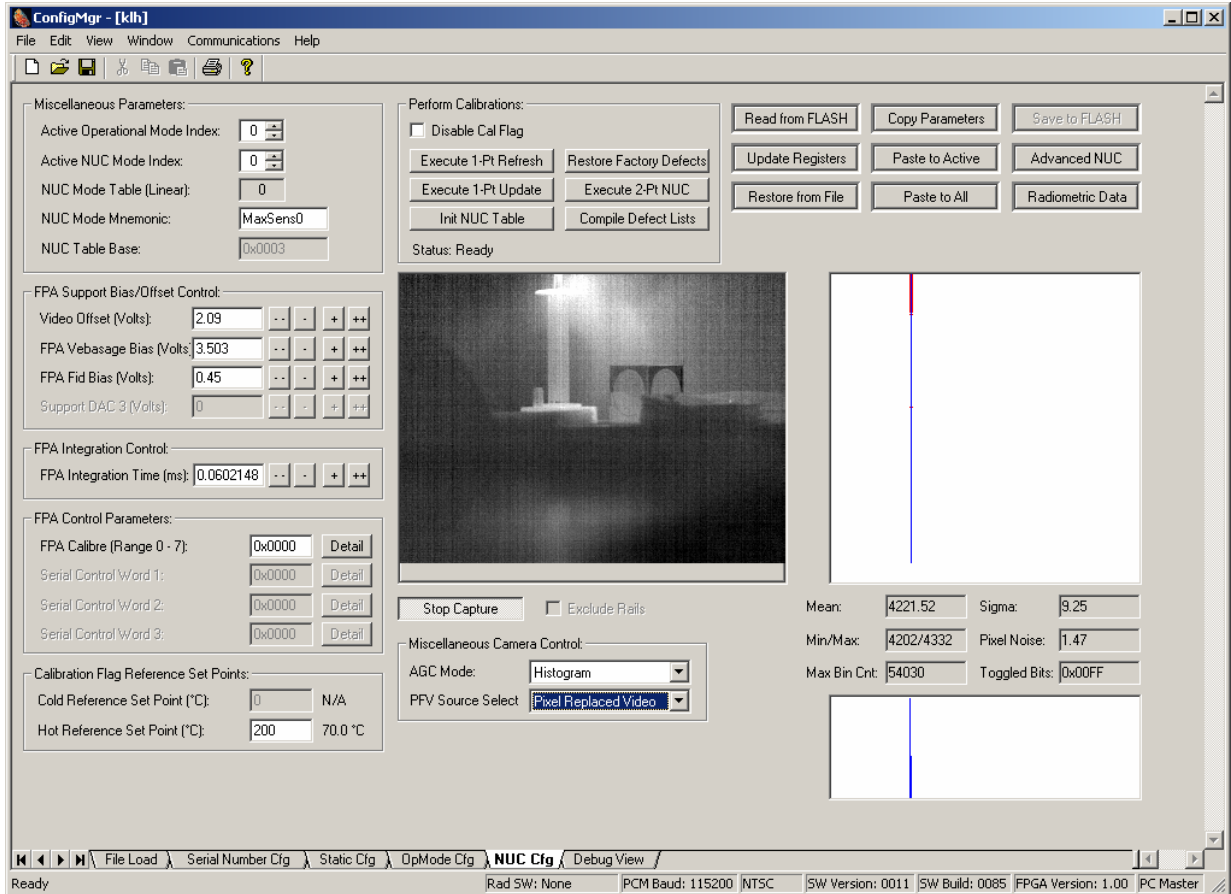 ConfigMgr - [klh]
File Edit View Window Communications Help
Miscellaneous Parameters:
Active Operational Mode Index: 0
Active NUC Mode Index: 0
NUC Mode Table (Linear): 0
NUC Mode Mnemonic: MaxSens0
NUC Table Base: 0x0003
FPA Support Bias/Offset Control:
Video Offset (Volts): 2.09 -- - + ++
FPA Vebasage Bias (Volts 3.503 -- - + ++
FPA Fid Bias (Volts): 0.45 -- - + ++
Support DAC 3 (Volts): 0 -- - + ++
FPA Integration Control:
FPA Integration Time (ms): 0.0602148 -- - + ++
FPA Control Parameters:
FPA Calibre (Range 0 - 7): 0x0000 Detail
Serial Control Word 1: 0x0000 Detail
Serial Control Word 2: 0x0000 Detail
Serial Control Word 3: 0x0000 Detail
Calibration Flag Reference Set Points:
Cold Reference Set Point (°C): 0 N/A
Hot Reference Set Point (°C): 200 70.0 °C
Perform Calibrations:
Disable Cal Flag
Execute 1-Pt Refresh Restore Factory Defects
Execute 1-Pt Update Execute 2-Pt NUC
Init NUC Table Compile Defect Lists
Status: Ready
Read from FLASH Copy Parameters Save to FLASH
Update Registers Paste to Active Advanced NUC
Restore from File Paste to All Radiometric Data
Stop Capture Exclude Rails
Miscellaneous Camera Control:
AGC Mode: Histogram
PFV Source Select Pixel Replaced Video
Mean: 4221.52 Sigma: 9.25
Min/Max: 4202/4332 Pixel Noise: 1.47
Max Bin Cnt: 54030 Toggled Bits: 0x00FF
File Load Serial Number Cfg Static Cfg OpMode Cfg NUC Cfg Debug View
Ready Rad SW: None PCM Baud: 115200 NTSC SW Version: 0011 SW Build: 0085 FPGA Version: 1.00 PC Master